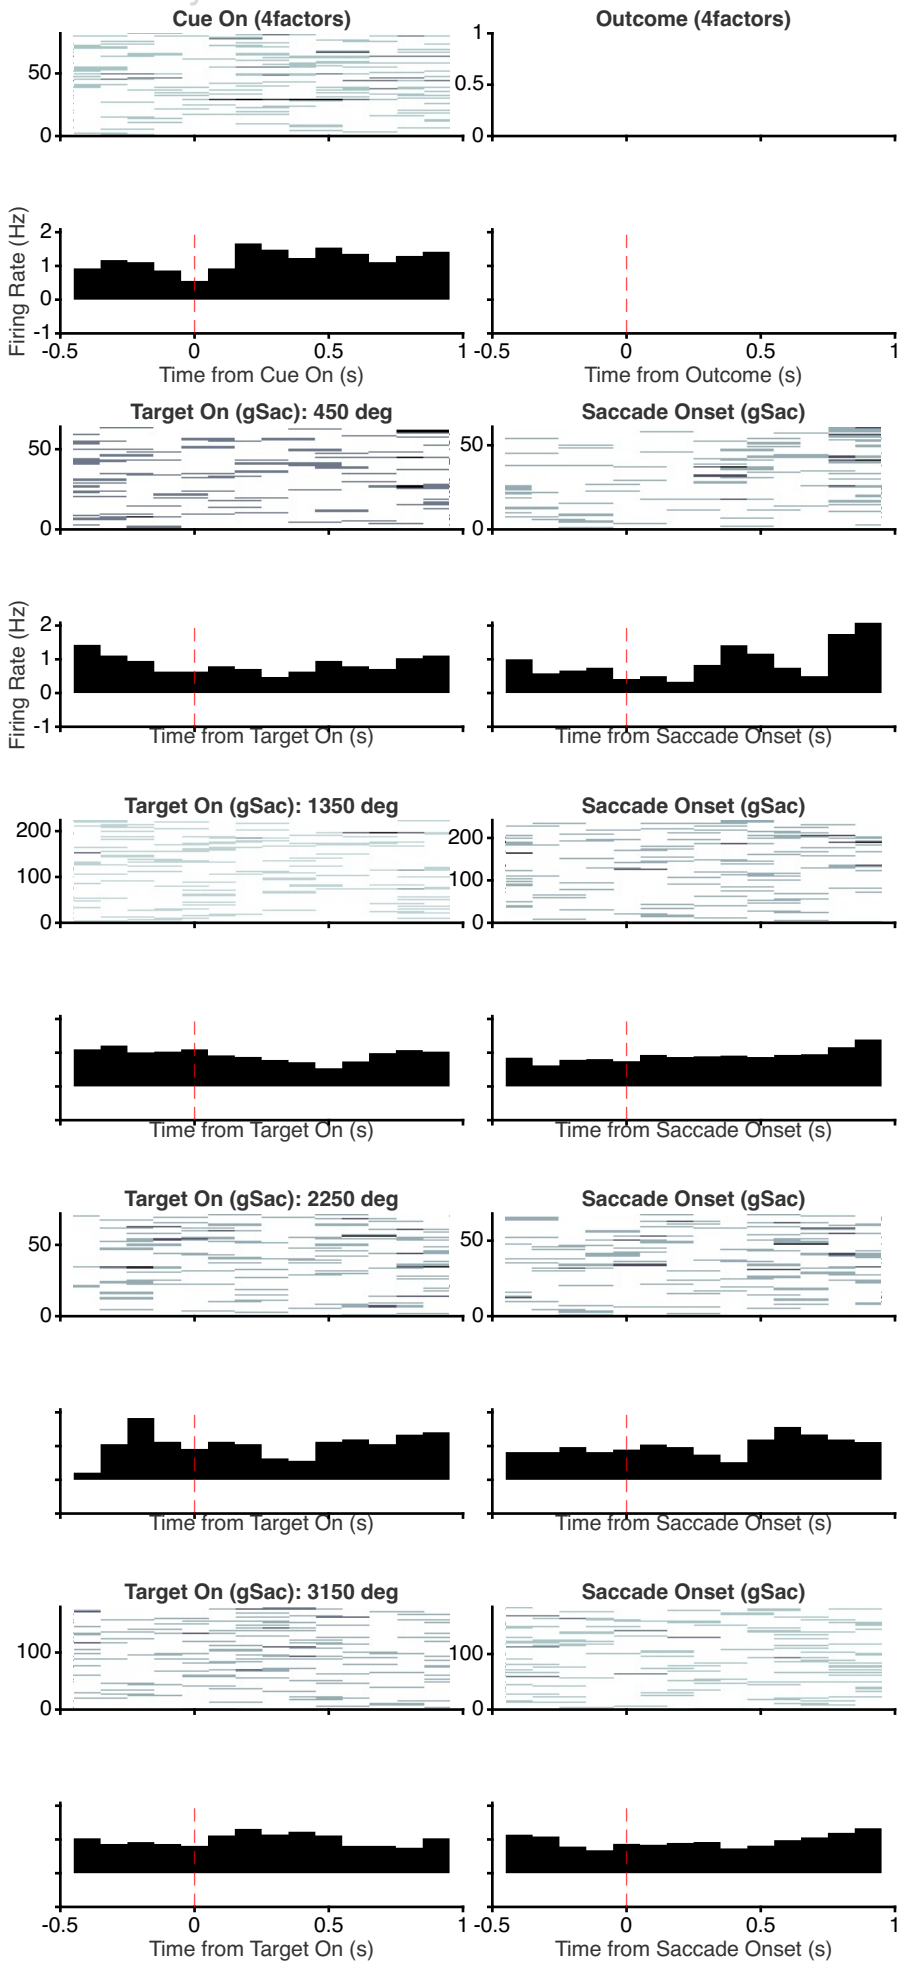 Cue On (4factors)
Outcome (4factors)
50
0
1
0.5
0
Firing Rate (Hz)
2
1
0
-1
-0.5 0 0.5 1
Time from Cue On (s)
-0.5 0 0.5 1
Time from Outcome (s)
Target On (gSac): 450 deg
Saccade Onset (gSac)
50
0
50
0
Firing Rate (Hz)
2
1
0
-1
Time from Target On (s)
Time from Saccade Onset (s)
Target On (gSac): 1350 deg
Saccade Onset (gSac)
200
100
0
200
100
0
Time from Target On (s)
Time from Saccade Onset (s)
Target On (gSac): 2250 deg
Saccade Onset (gSac)
50
0
50
0
Time from Target On (s)
Time from Saccade Onset (s)
Target On (gSac): 3150 deg
Saccade Onset (gSac)
100
0
100
0
-0.5 0 0.5 1
Time from Target On (s)
-0.5 0 0.5 1
Time from Saccade Onset (s)